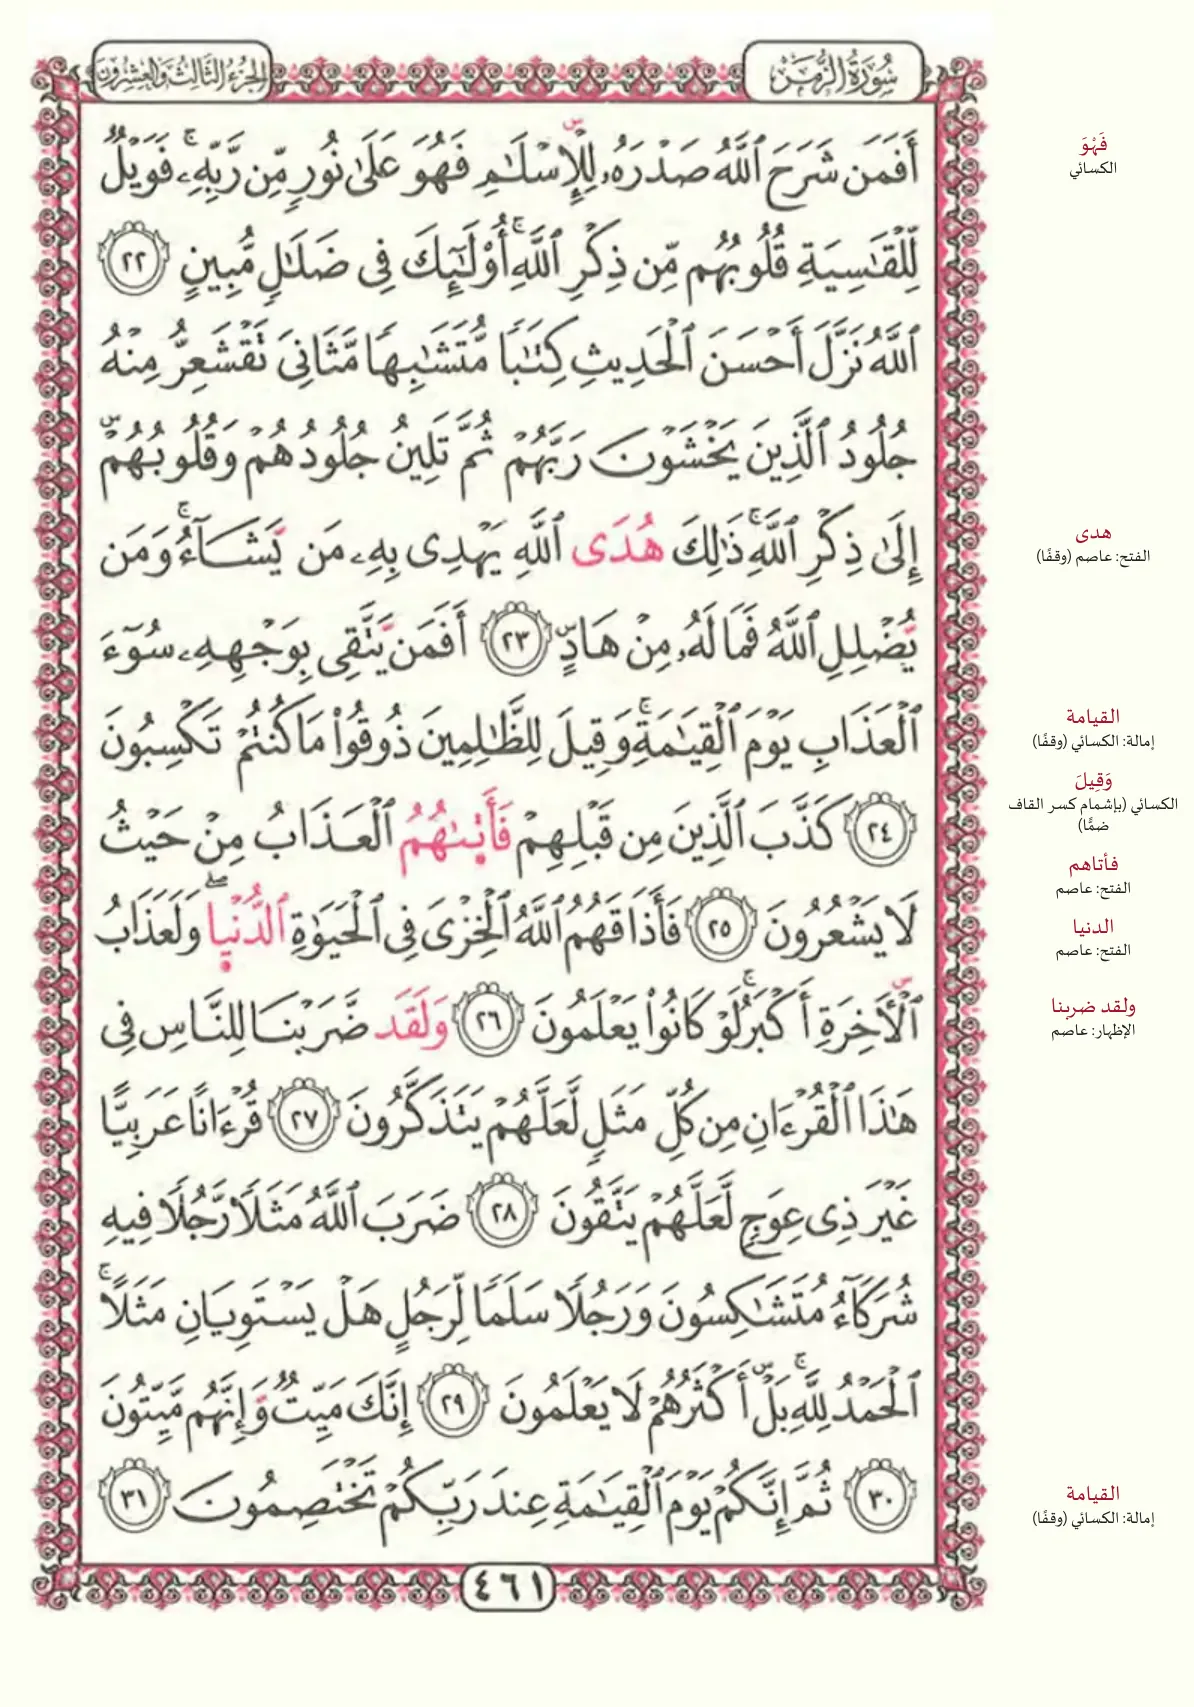 سُورَةُ الزُّمَرِ
الجزء الثالث والعشرون
أَفَمَن شَرَحَ ٱللَّهُ صَدْرَهُۥ لِلْإِسْلَٰمِ فَهُوَ عَلَىٰ نُورٍ مِّن رَّبِّهِۦۚ فَوَيْلٌ
لِّلْقَٰسِيَةِ قُلُوبُهُم مِّن ذِكْرِ ٱللَّهِۚ أُو۟لَٰٓئِكَ فِى ضَلَٰلٍ مُّبِينٍ ٢٢
ٱللَّهُ نَزَّلَ أَحْسَنَ ٱلْحَدِيثِ كِتَٰبًا مُّتَشَٰبِهًا مَّثَانِىَ تَقْشَعِرُّ مِنْهُ
جُلُودُ ٱلَّذِينَ يَخْشَوْنَ رَبَّهُمْ ثُمَّ تَلِينُ جُلُودُهُمْ وَقُلُوبُهُمْ
إِلَىٰ ذِكْرِ ٱللَّهِۚ ذَٰلِكَ هُدَى ٱللَّهِ يَهْدِى بِهِۦ مَن يَّشَآءُۚ وَمَن
يُّضْلِلِ ٱللَّهُ فَمَا لَهُۥ مِنْ هَادٍ ٢٣ أَفَمَن يَّتَّقِى بِوَجْهِهِۦ سُوٓءَ
ٱلْعَذَابِ يَوْمَ ٱلْقِيَٰمَةِۚ وَقِيلَ لِلظَّٰلِمِينَ ذُوقُوا۟ مَا كُنتُمْ تَكْسِبُونَ
٢٤ كَذَّبَ ٱلَّذِينَ مِن قَبْلِهِمْ فَأَتَىٰهُمُ ٱلْعَذَابُ مِنْ حَيْثُ
لَا يَشْعُرُونَ ٢٥ فَأَذَاقَهُمُ ٱللَّهُ ٱلْخِزْىَ فِى ٱلْحَيَوٰةِ ٱلدُّنْيَاۖ وَلَعَذَابُ
ٱلْأَخِرَةِ أَكْبَرُۚ لَوْ كَانُوا۟ يَعْلَمُونَ ٢٦ وَلَقَد ضَّرَبْنَا لِلنَّاسِ فِى
هَٰذَا ٱلْقُرْءَانِ مِن كُلِّ مَثَلٍ لَّعَلَّهُمْ يَتَذَكَّرُونَ ٢٧ قُرْءَانًا عَرَبِيًّا
غَيْرَ ذِى عِوَجٍ لَّعَلَّهُمْ يَتَّقُونَ ٢٨ ضَرَبَ ٱللَّهُ مَثَلًا رَّجُلًا فِيهِ
شُرَكَآءُ مُتَشَٰكِسُونَ وَرَجُلًا سَلَمًا لِّرَجُلٍ هَلْ يَسْتَوِيَانِ مَثَلًاۚ
ٱلْحَمْدُ لِلَّهِۚ بَلْ أَكْثَرُهُمْ لَا يَعْلَمُونَ ٢٩ إِنَّكَ مَيِّتٌ وَّإِنَّهُم مَّيِّتُونَ
٣٠ ثُمَّ إِنَّكُمْ يَوْمَ ٱلْقِيَٰمَةِ عِندَ رَبِّكُمْ تَخْتَصِمُونَ ٣١
٤٦١
فَهْوَ
الكسائي
هدى
الفتح: عاصم (وقفًا)
القيامة
إمالة: الكسائي (وقفًا)
وَقِيلَ
الكسائي (بإشمام كسر القاف
ضمًّا)
فأتاهم
الفتح: عاصم
الدنيا
الفتح: عاصم
ولقد ضربنا
الإظهار: عاصم
القيامة
إمالة: الكسائي (وقفًا)